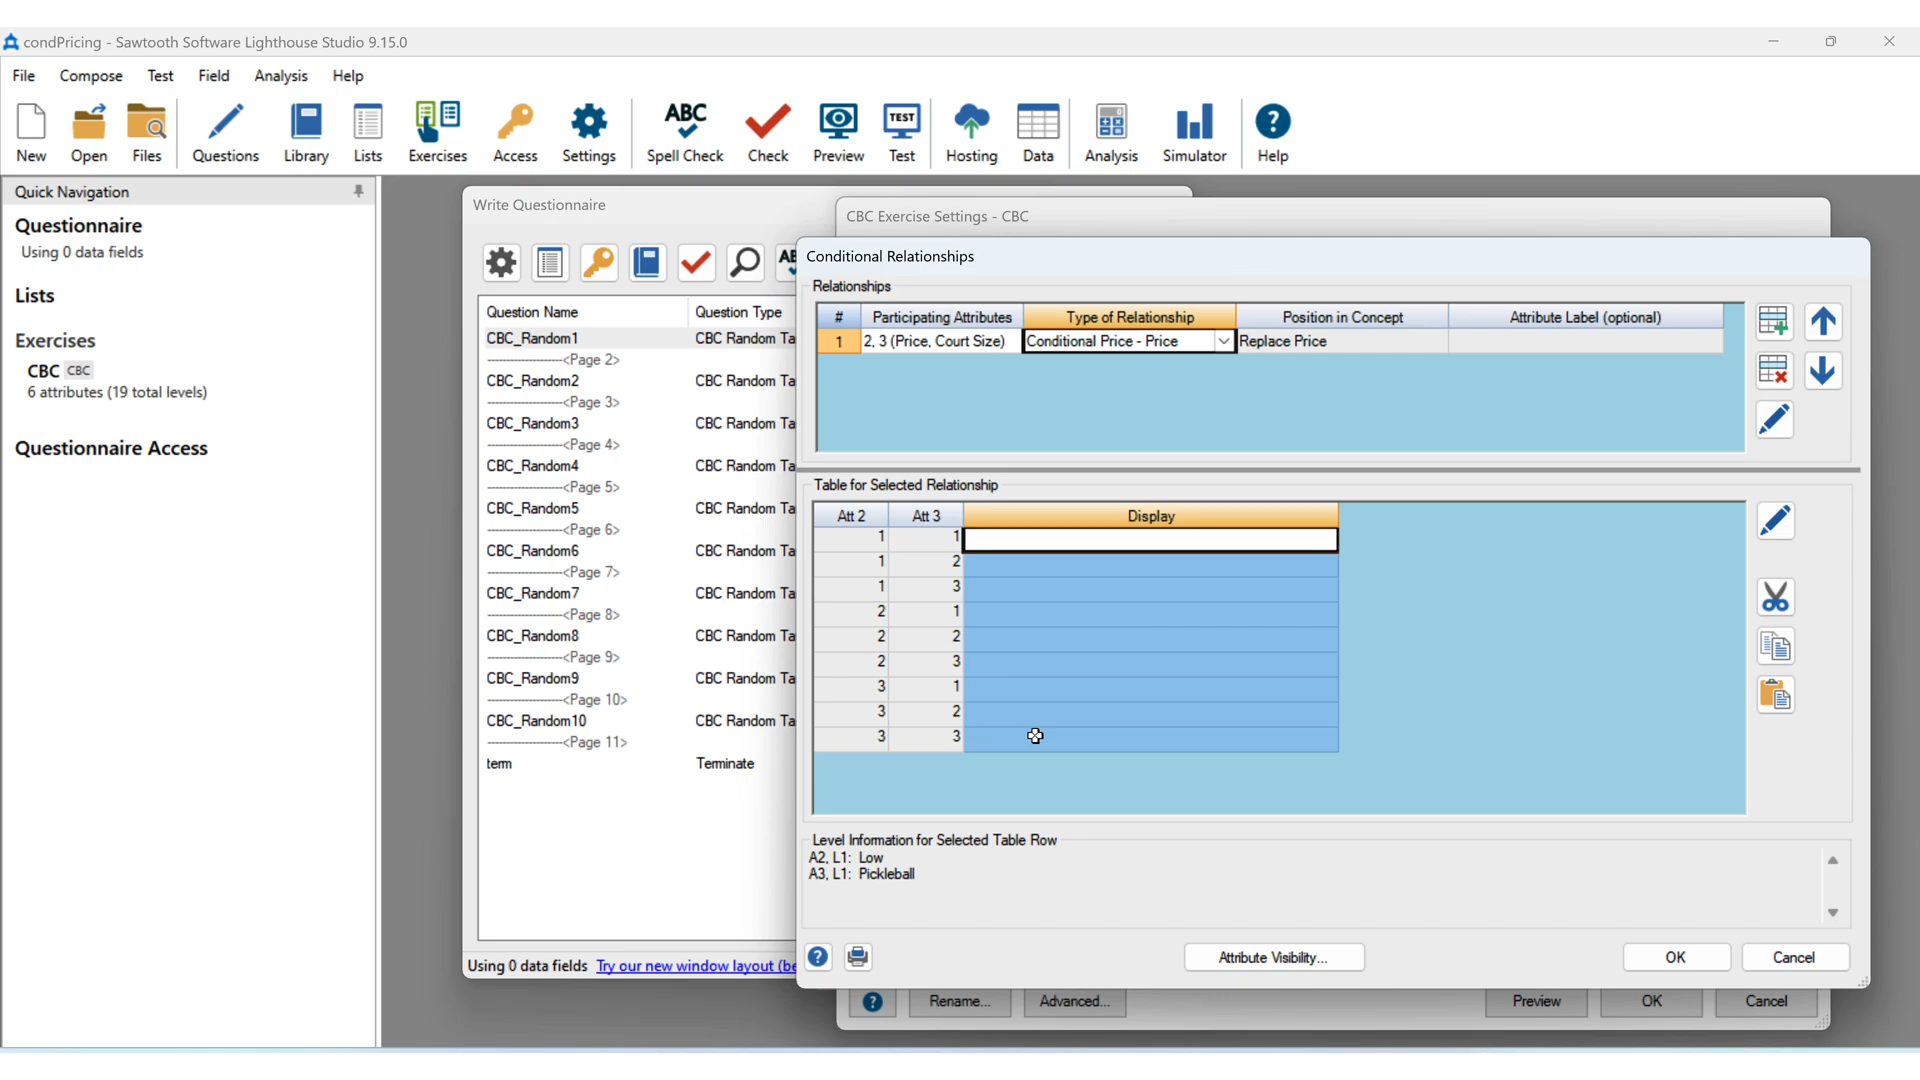 condPricing - Sawtooth Software Lighthouse Studio 9.15.0
File Compose Test Field Analysis Help
New Open Files Questions Library Lists Exercises Access Settings Spell Check Check Preview Test Hosting Data Analysis Simulator Help
ABC
TEST
?
Quick Navigation
Questionnaire
Using 0 data fields
Lists
Exercises
CBC CBC
6 attributes (19 total levels)
Questionnaire Access
Write Questionnaire
Question Name Question Type
CBC_Random1 CBC Random Ta
<Page 2>
CBC_Random2 CBC Random Ta
<Page 3>
CBC_Random3 CBC Random Ta
<Page 4>
CBC_Random4 CBC Random Ta
<Page 5>
CBC_Random5 CBC Random Ta
<Page 6>
CBC_Random6 CBC Random Ta
<Page 7>
CBC_Random7 CBC Random Ta
<Page 8>
CBC_Random8 CBC Random Ta
<Page 9>
CBC_Random9 CBC Random Ta
<Page 10>
CBC_Random10 CBC Random Ta
<Page 11>
term Terminate
Using 0 data fields Try our new window layout (be
CBC Exercise Settings - CBC
Conditional Relationships
Relationships
# Participating Attributes Type of Relationship Position in Concept Attribute Label (optional)
1 2, 3 (Price, Court Size) Conditional Price - Price Replace Price
Table for Selected Relationship
Att 2 Att 3 Display
1 1
1 2
1 3
2 1
2 2
2 3
3 1
3 2
3 3
Level Information for Selected Table Row
A2, L1: Low
A3, L1: Pickleball
? Attribute Visibility... OK Cancel
? Rename... Advanced... Preview OK Cancel